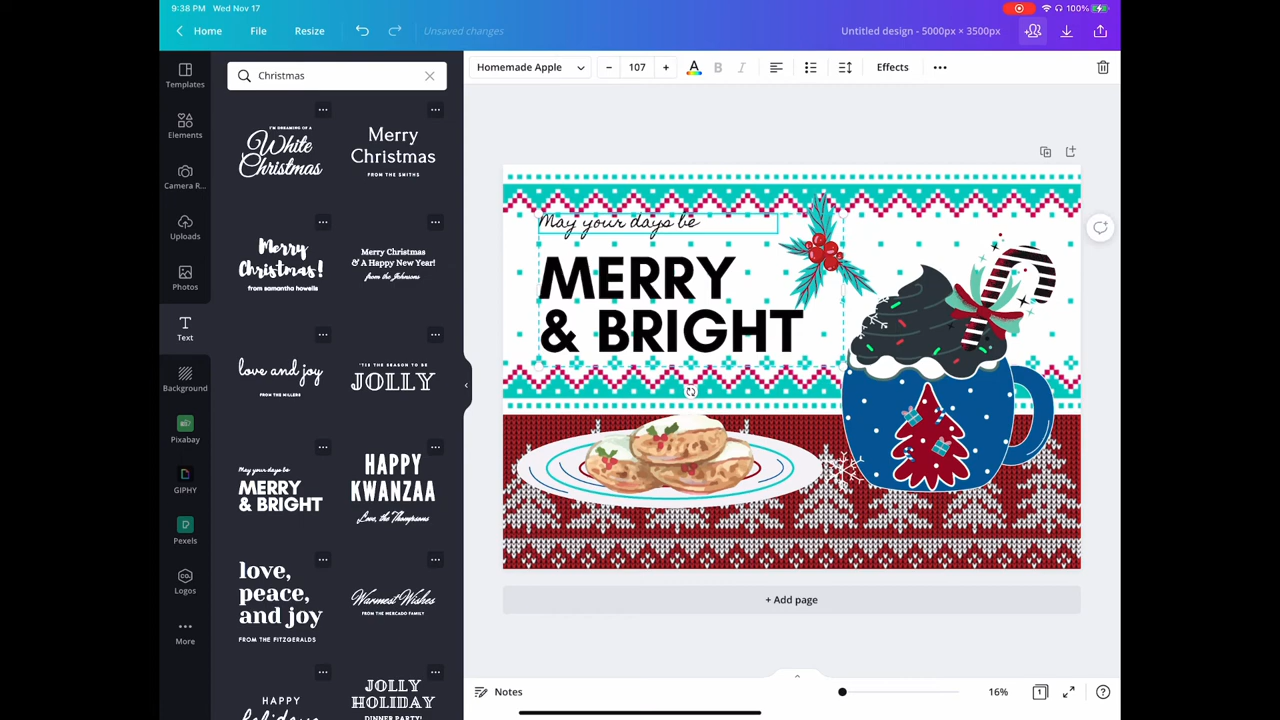 9:38 PM Wed Nov 17
100%
Home
File
Resize
Unsaved changes
Untitled design - 5000px × 3500px
Templates
Elements
Camera R...
Uploads
Photos
Text
Background
Pixabay
GIPHY
Pexels
Logos
More
Christmas
I'M DREAMING OF A
White
Christmas
Merry
Christmas
FROM THE SMITHS
Merry
Christmas!
from samantha howells
Merry Christmas
& A Happy New Year!
from the Johnsons
love and joy
FROM THE MILLERS
'TIS THE SEASON TO BE
JOLLY
May your days be
MERRY
& BRIGHT
HAPPY
KWANZAA
Love, the Thompsons
love,
peace,
and joy
FROM THE FITZGERALDS
Warmest Wishes
FROM THE MERCADO FAMILY
HAPPY
holidays
JOLLY
HOLIDAY
DINNER PARTY!
Homemade Apple
107
A
B
I
Effects
May your days be
MERRY
& BRIGHT
+ Add page
Notes
16%
1